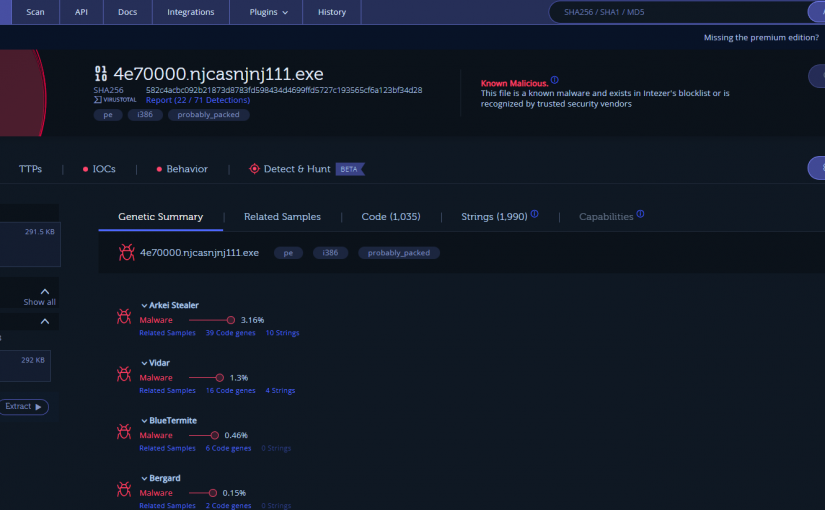 Scan API Docs Integrations Plugins History SHA256 / SHA1 / MD5
Missing the premium edition?
4e70000.njcasnjnj111.exe
SHA256 582c4acbc092b21873d8783fd598434d4699ffd5727c193565cf6a123bf34d28
VIRUSTOTAL Report (22 / 71 Detections)
pe i386 probably_packed
Known Malicious.
This file is a known malware and exists in Intezer's blocklist or is
recognized by trusted security vendors
TTPs IOCs Behavior Detect & Hunt BETA
291.5 KB
Show all
292 KB
Extract
Genetic Summary Related Samples Code (1,035) Strings (1,990) Capabilities
4e70000.njcasnjnj111.exe pe i386 probably_packed
Arkei Stealer
Malware 3.16%
Related Samples 39 Code genes 10 Strings
Vidar
Malware 1.3%
Related Samples 16 Code genes 4 Strings
BlueTermite
Malware 0.46%
Related Samples 6 Code genes 0 Strings
Bergard
Malware 0.15%
Related Samples 2 Code genes 0 Strings